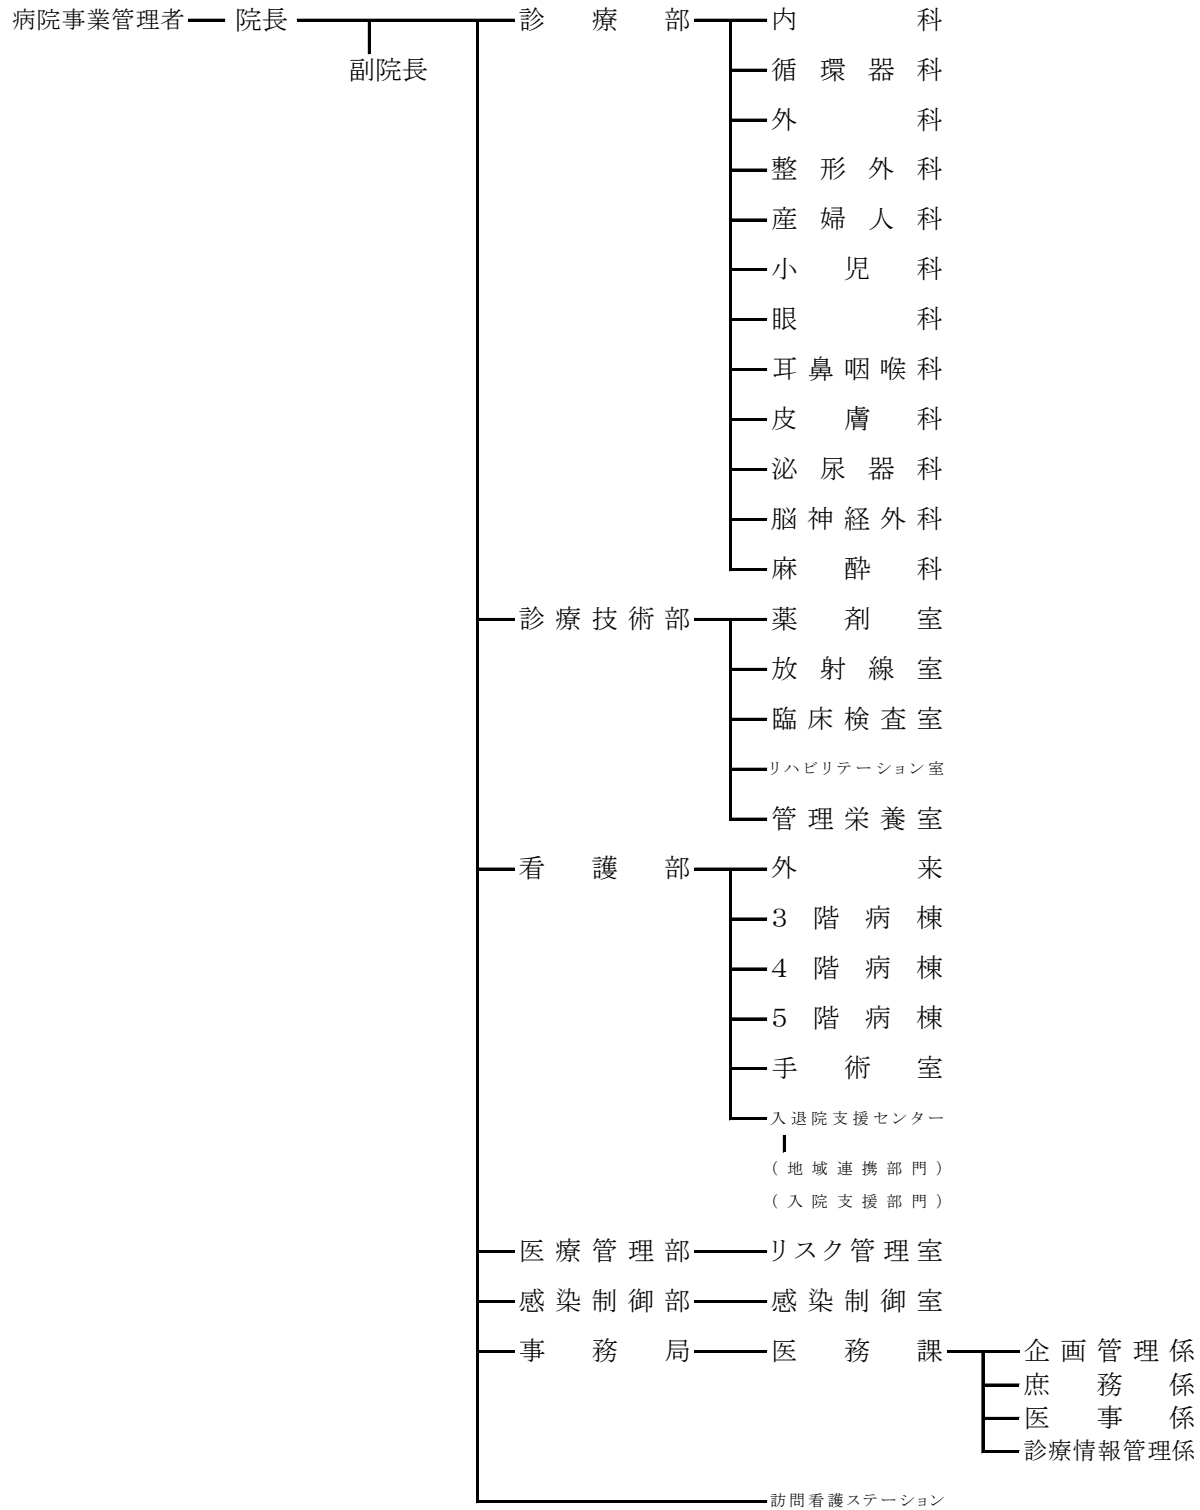 病院事業管理者 院長 診療部 内科
副院長 循環器科
外科
整形外科
産婦人科
小児科
眼科
耳鼻咽喉科
皮膚科
泌尿器科
脳神経外科
麻酔科
診療技術部 薬剤室
放射線室
臨床検査室
リハビリテーション室
管理栄養室
看護部 外来
3階病棟
4階病棟
5階病棟
手術室
入退院支援センター
(地域連携部門)
(入院支援部門)
医療管理部 リスク管理室
感染制御部 感染制御室
事務局 医務課 企画管理係
庶務係
医事係
診療情報管理係
訪問看護ステーション